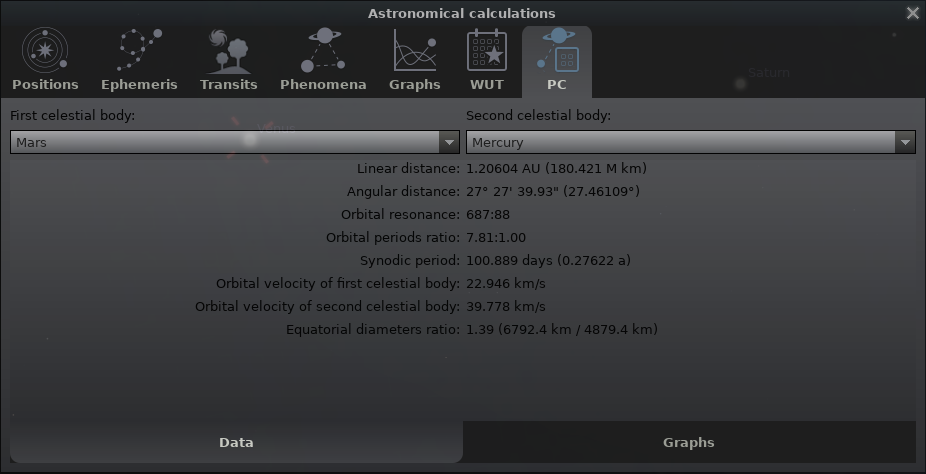 Astronomical calculations
Positions Ephemeris Transits Phenomena Graphs WUT PC
Saturn
First celestial body: Second celestial body:
Mars Mercury
Linear distance: 1.20604 AU (180.421 M km)
Angular distance: 27° 27' 39.93" (27.46109°)
Orbital resonance: 687:88
Orbital periods ratio: 7.81:1.00
Synodic period: 100.889 days (0.27622 a)
Orbital velocity of first celestial body: 22.946 km/s
Orbital velocity of second celestial body: 39.778 km/s
Equatorial diameters ratio: 1.39 (6792.4 km / 4879.4 km)
Data Graphs